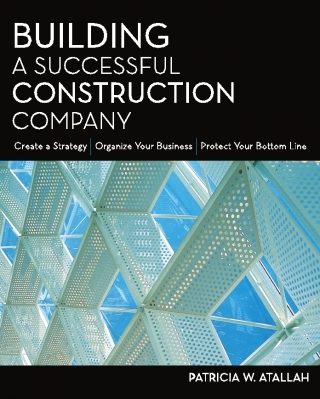 BUILDING
A SUCCESSFUL
CONSTRUCTION
COMPANY
Create a Strategy | Organize Your Business | Protect Your Bottom Line
PATRICIA W. ATALLAH